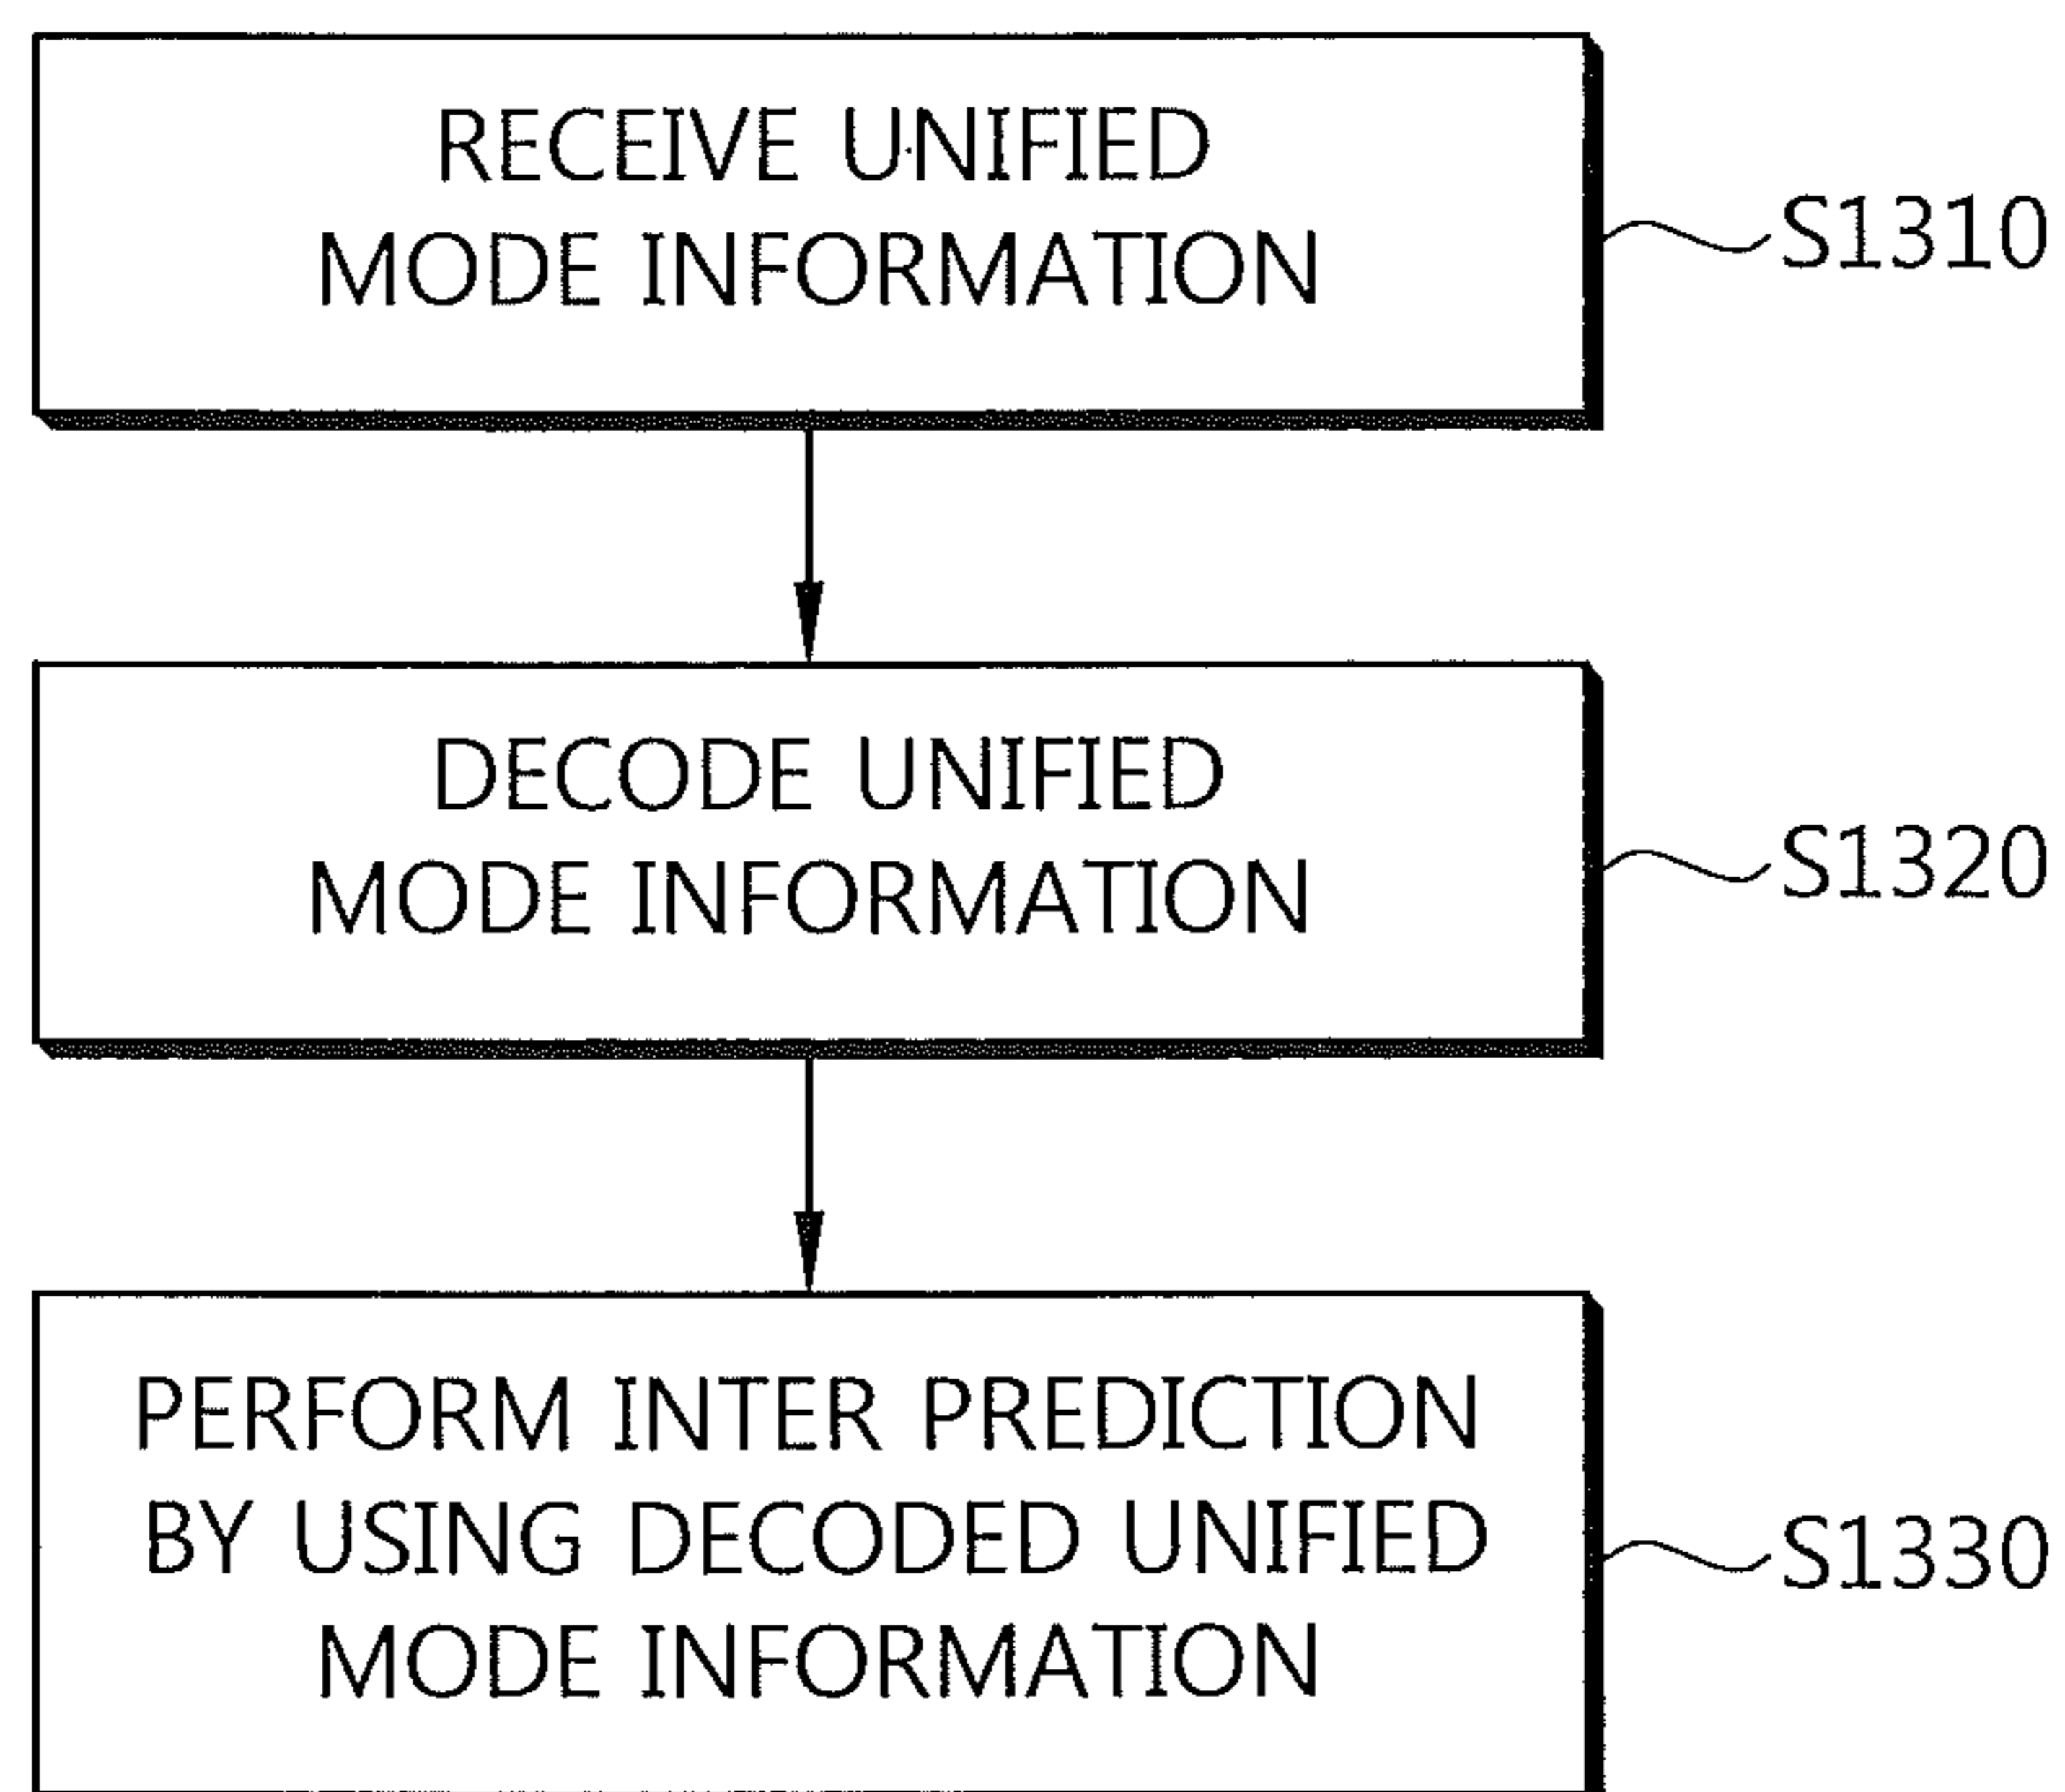 RECEIVE UNIFIED
MODE INFORMATION
S1310
DECODE UNIFIED
MODE INFORMATION
S1320
PERFORM INTER PREDICTION
BY USING DECODED UNIFIED
MODE INFORMATION
S1330